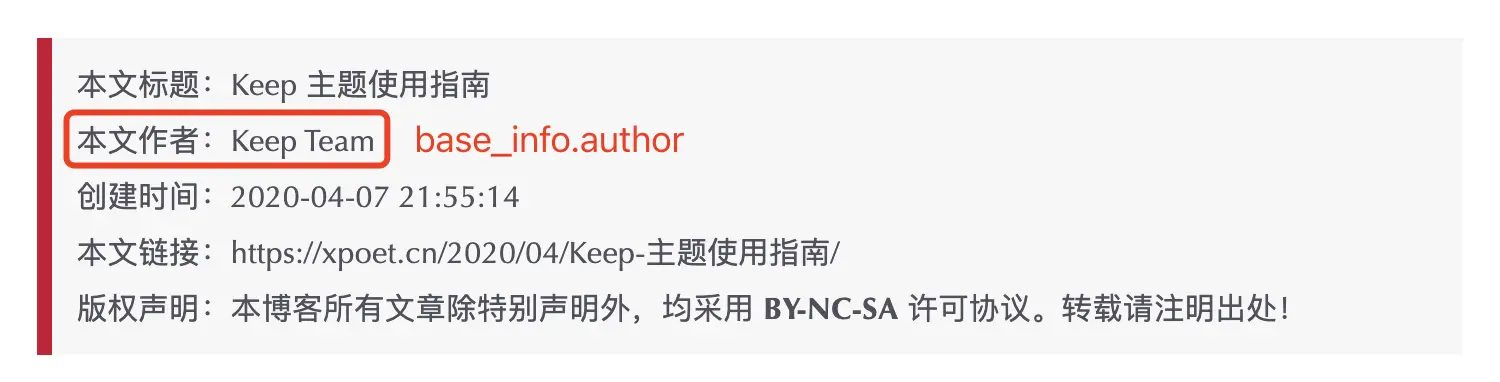 本文标题：Keep 主题使用指南
本文作者：Keep Team base_info.author
创建时间：2020-04-07 21:55:14
本文链接：https://xpoet.cn/2020/04/Keep-主题使用指南/
版权声明：本博客所有文章除特别声明外，均采用 BY-NC-SA 许可协议。转载请注明出处！